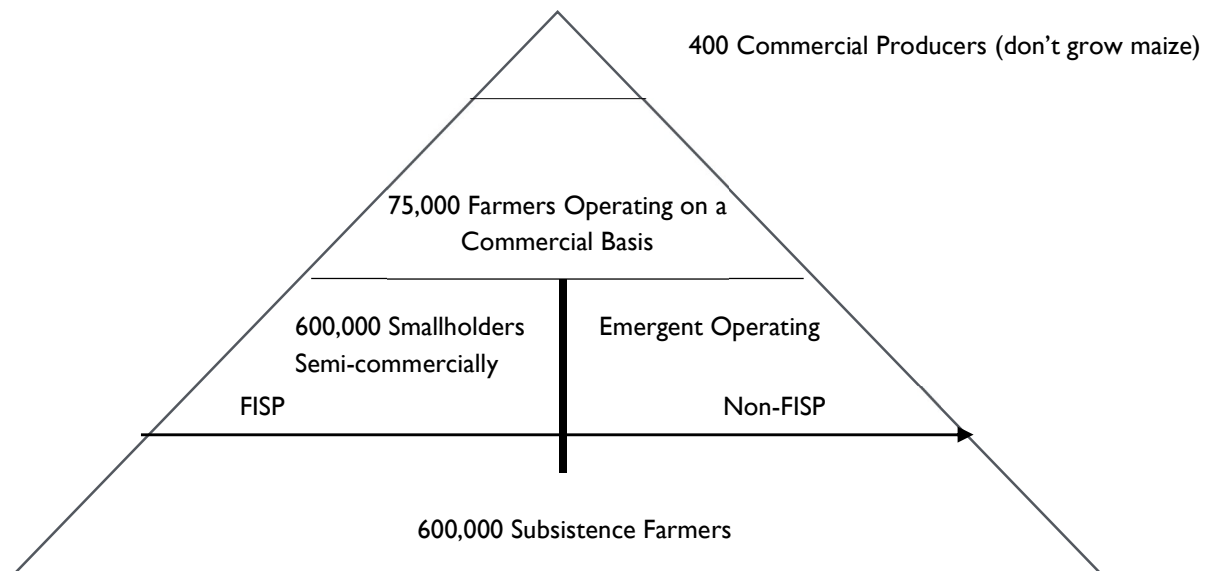 400 Commercial Producers (don’t grow maize)
75,000 Farmers Operating on a
Commercial Basis
600,000 Smallholders
Semi-commercially
Emergent Operating
FISP
Non-FISP
600,000 Subsistence Farmers